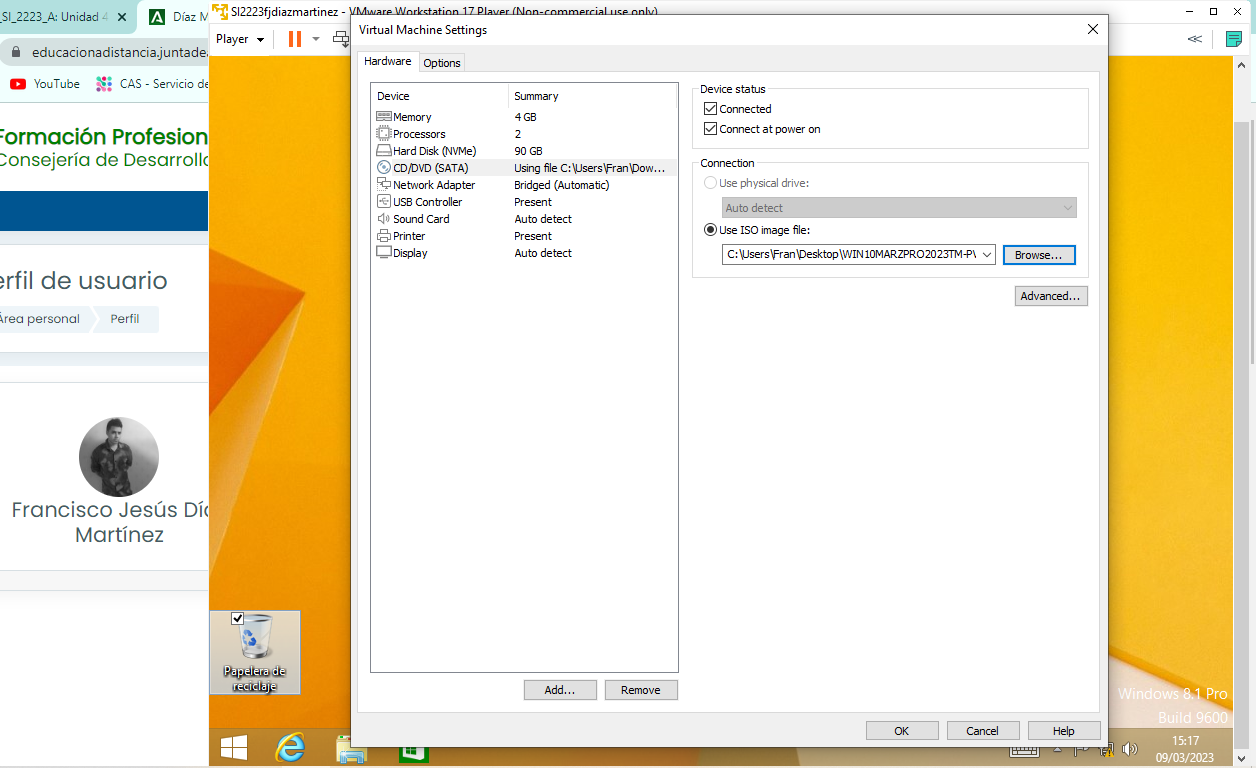 _SI_2223_A: Unidad 4
Díaz M
SI2223fjdiazmartinez - VMware Workstation 17 Player (Non-commercial use only)
educacionadistancia.juntade
YouTube
CAS - Servicio de
Player
Virtual Machine Settings
Hardware
Options
Device Summary
Memory 4 GB
Processors 2
Hard Disk (NVMe) 90 GB
CD/DVD (SATA) Using file C:\Users\Fran\Dow...
Network Adapter Bridged (Automatic)
USB Controller Present
Sound Card Auto detect
Printer Present
Display Auto detect
Add...
Remove
Device status
Connected
Connect at power on
Connection
Use physical drive:
Auto detect
Use ISO image file:
C:\Users\Fran\Desktop\WIN10MARZPRO2023TM-P\
Browse...
Advanced...
OK
Cancel
Help
Formación Profesion
Consejería de Desarrollo
erfil de usuario
Área personal
Perfil
Francisco Jesús Día
Martínez
Papelera de
reciclaje
Windows 8.1 Pro
Build 9600
15:17
09/03/2023